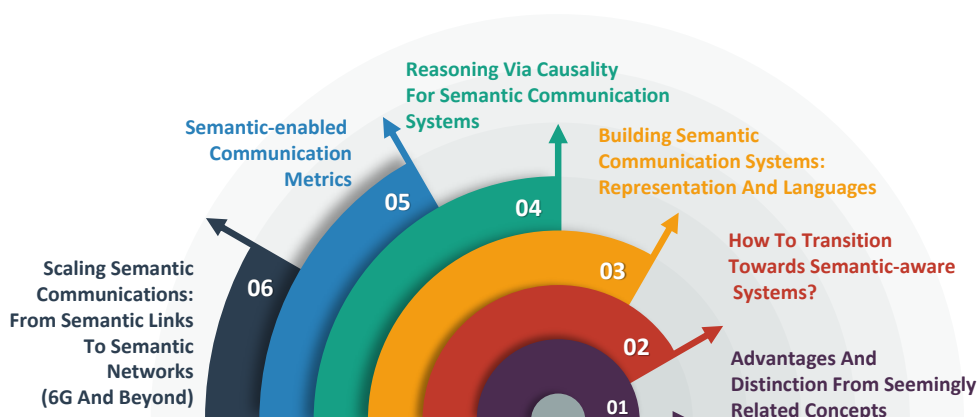 Reasoning Via Causality
For Semantic Communication
Systems
Semantic-enabled
Communication
Metrics
Building Semantic
Communication Systems:
Representation And Languages
05
04
How To Transition
Towards Semantic-aware
Systems?
Scaling Semantic
Communications:
From Semantic Links
To Semantic
Networks
(6G And Beyond)
06
03
02
Advantages And
Distinction From Seemingly
Related Concepts
01